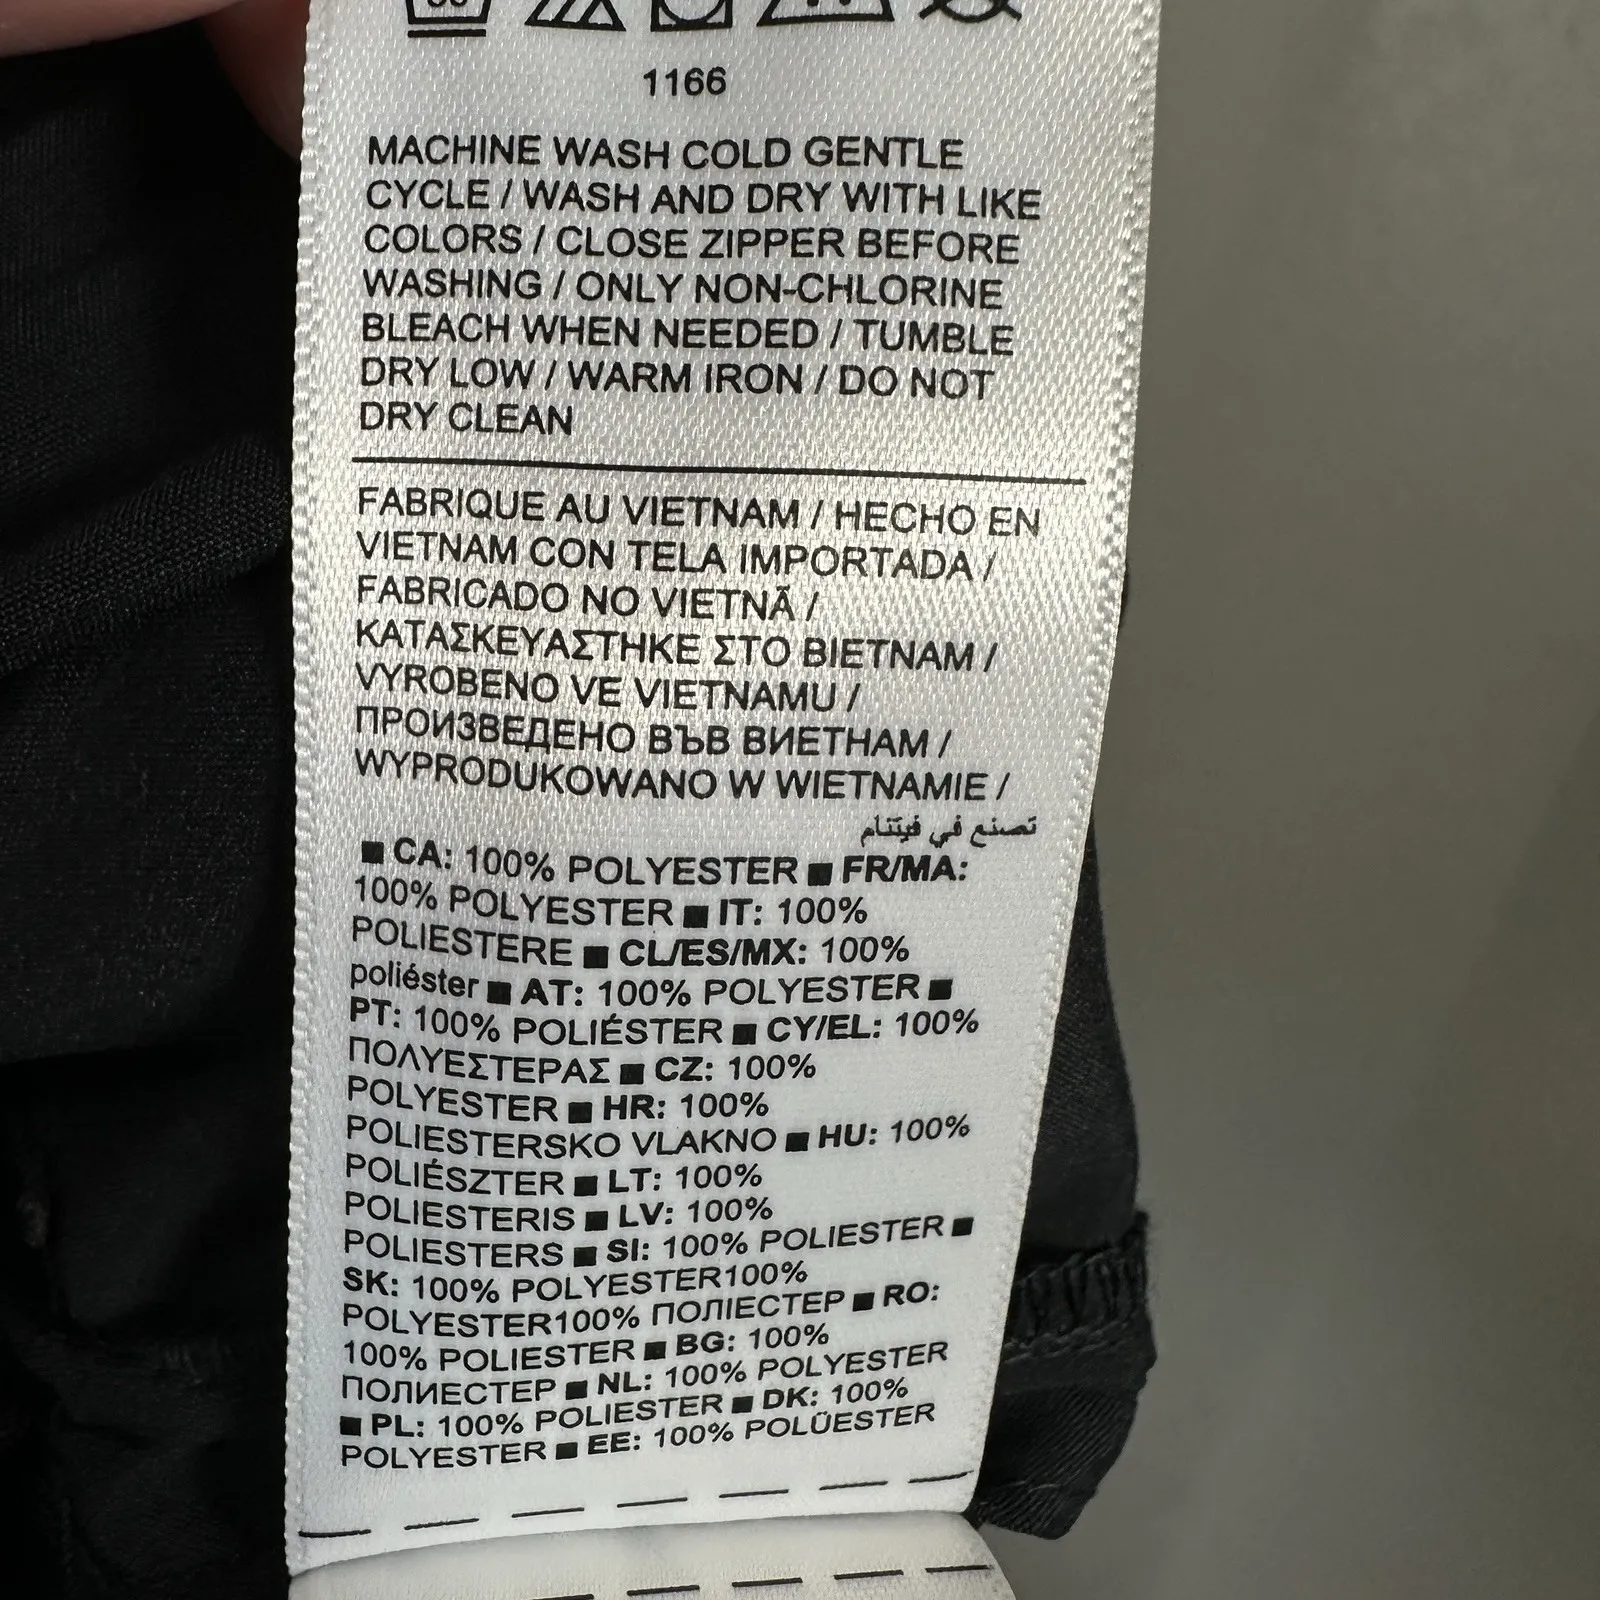 1166
MACHINE WASH COLD GENTLE
CYCLE / WASH AND DRY WITH LIKE
COLORS / CLOSE ZIPPER BEFORE
WASHING / ONLY NON-CHLORINE
BLEACH WHEN NEEDED / TUMBLE
DRY LOW / WARM IRON / DO NOT
DRY CLEAN
FABRIQUE AU VIETNAM / HECHO EN
VIETNAM CON TELA IMPORTADA /
FABRICADO NO VIETNÃ /
ΚΑΤΑΣΚΕΥΑΣΤΗΚΕ ΣΤΟ ΒΙΕΤΝΑΜ /
VYROBENO VE VIETNAMU /
ПРОИЗВЕДЕНО ВЪВ ВИЕТНАМ /
WYPRODUKOWANO W WIETNAMIE /
تصنع في فيتنام
■ CA: 100% POLYESTER ■ FR/MA:
100% POLYESTER ■ IT: 100%
POLIESTERE ■ CL/ES/MX: 100%
poliéster ■ AT: 100% POLYESTER ■
PT: 100% POLIÉSTER ■ CY/EL: 100%
ΠΟΛΥΕΣΤΕΡΑΣ ■ CZ: 100%
POLYESTER ■ HR: 100%
POLIESTERSKO VLAKNO ■ HU: 100%
POLIÉSZTER ■ LT: 100%
POLIESTERIS ■ LV: 100%
POLIESTERS ■ SI: 100% POLIESTER ■
SK: 100% POLYESTER100%
POLYESTER100% ПОЛІЕСТЕР ■ RO:
100% POLIESTER ■ BG: 100%
ПОЛИЕСТЕР ■ NL: 100% POLYESTER
■ PL: 100% POLIESTER ■ DK: 100%
POLYESTER ■ EE: 100% POLÜESTER